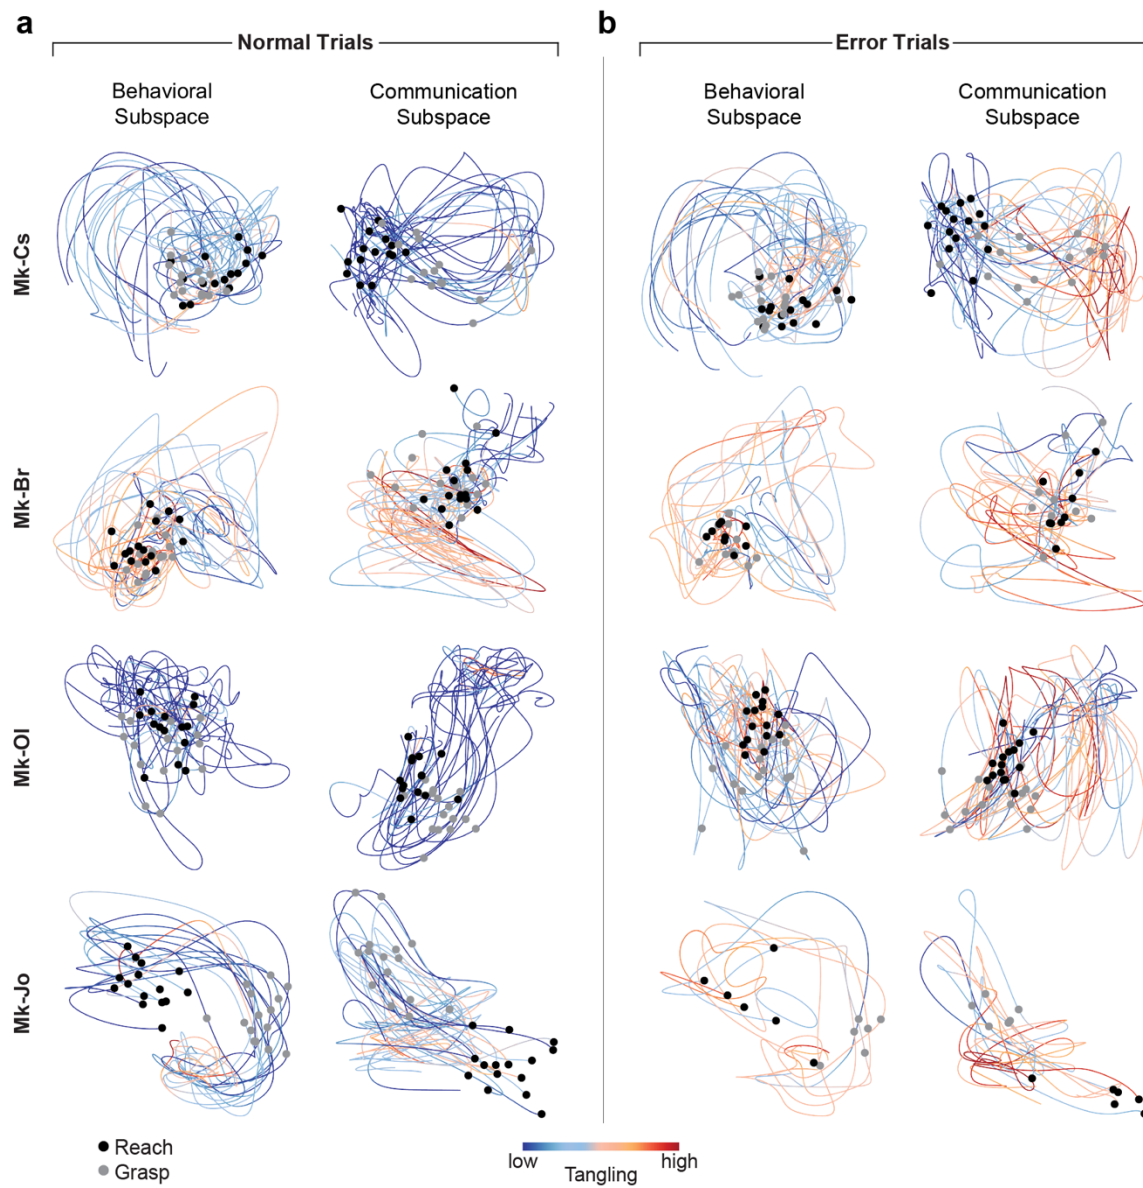 a
Normal Trials
b
Error Trials
Behavioral
Subspace
Communication
Subspace
Behavioral
Subspace
Communication
Subspace
Mk-Cs
Mk-Br
Mk-Ol
Mk-Jo
Reach
Grasp
low
high
Tangling